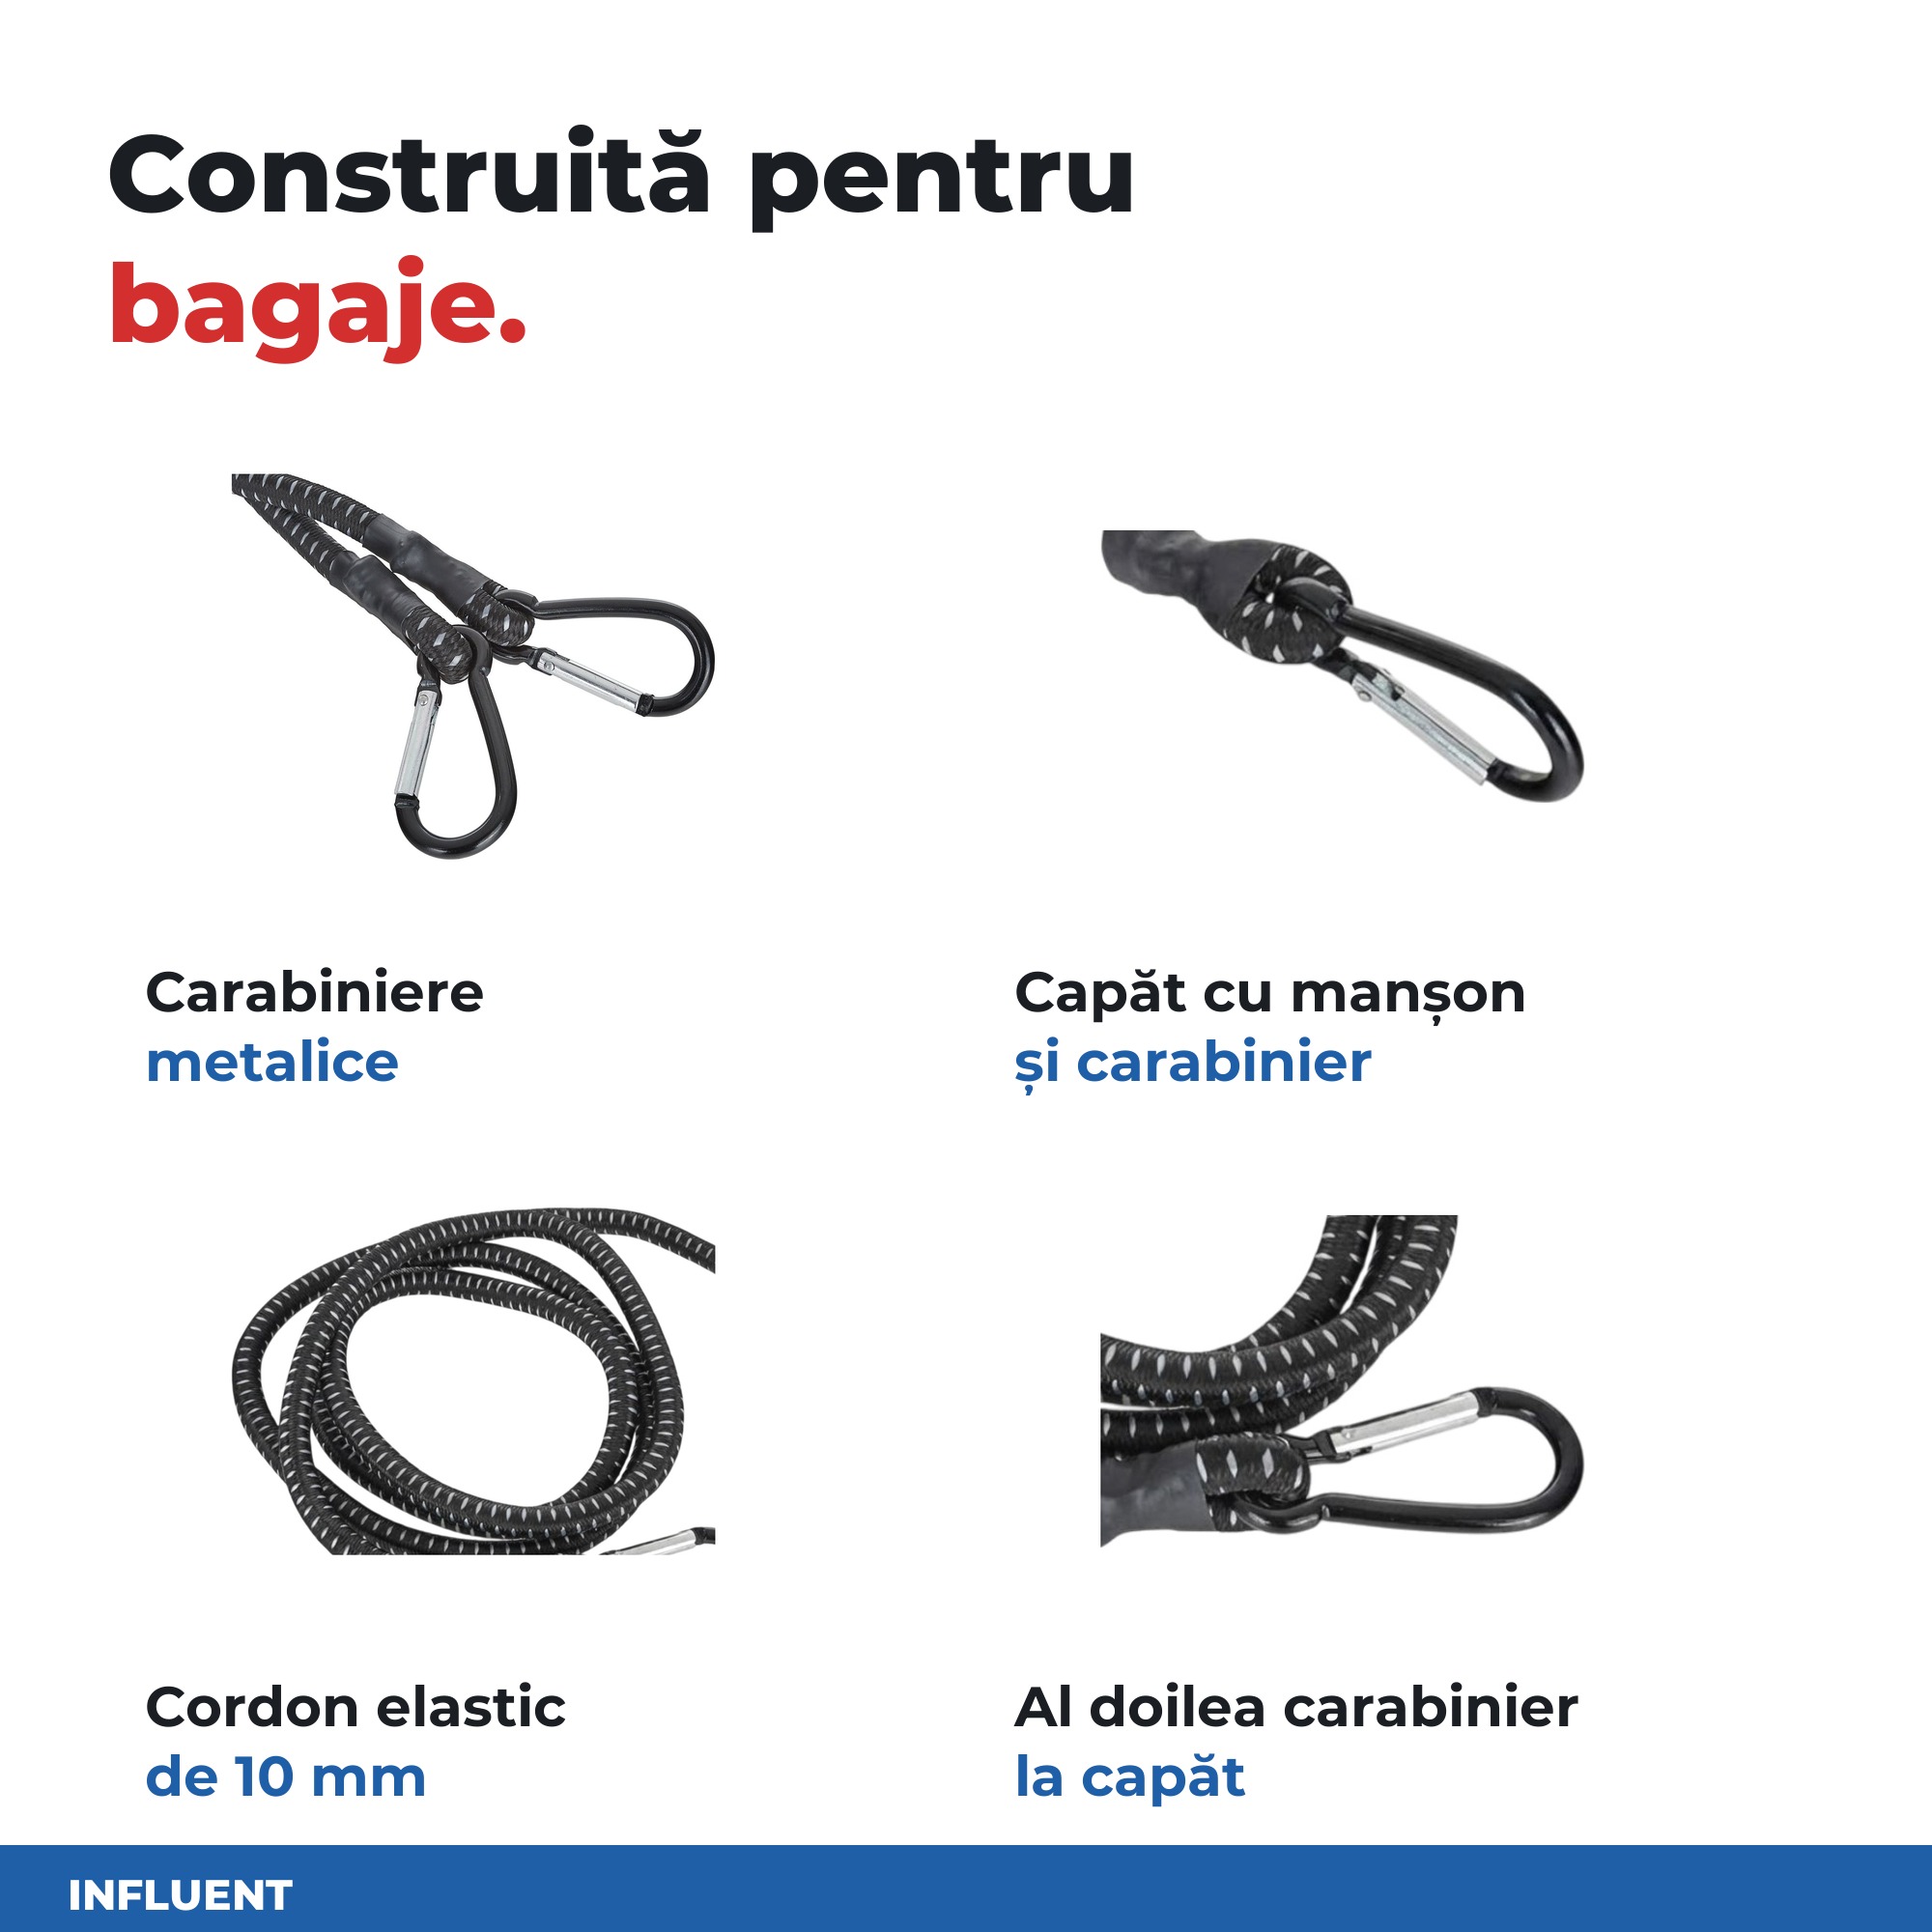 Construită pentru
bagaje.
Carabiniere
metalice
Capăt cu manșon
și carabinier
Cordon elastic
de 10 mm
Al doilea carabinier
la capăt
INFLUENT